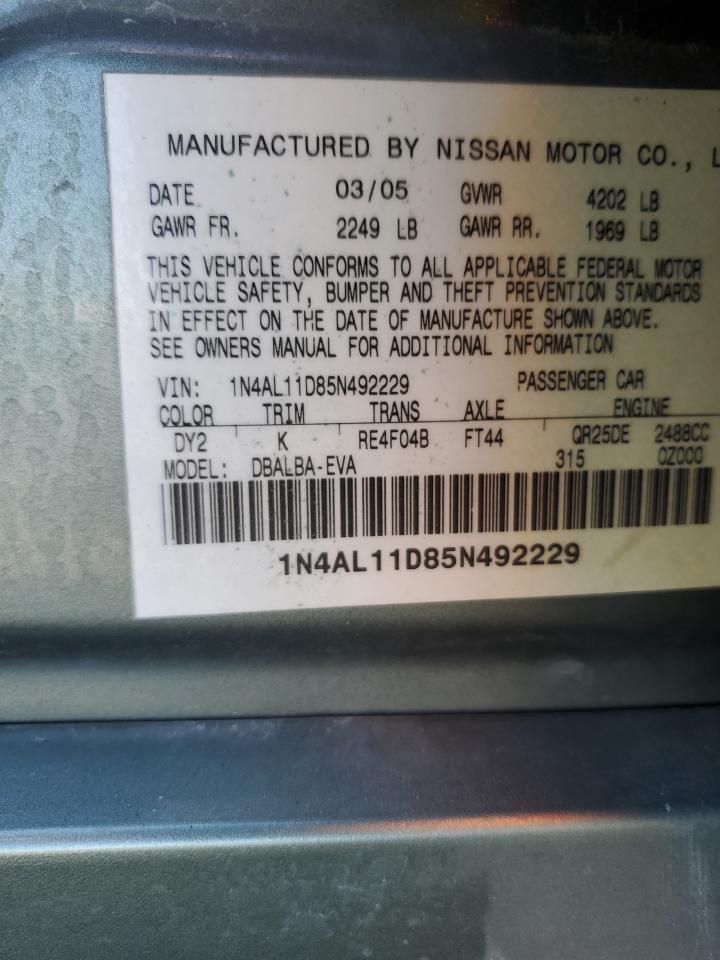 MANUFACTURED BY NISSAN MOTOR CO., L
DATE 03/05 GVWR 4202 LB
GAWR FR. 2249 LB GAWR RR. 1969 LB
THIS VEHICLE CONFORMS TO ALL APPLICABLE FEDERAL MOTOR
VEHICLE SAFETY, BUMPER AND THEFT PREVENTION STANDARDS
IN EFFECT ON THE DATE OF MANUFACTURE SHOWN ABOVE.
SEE OWNERS MANUAL FOR ADDITIONAL INFORMATION
VIN: 1N4AL11D85N492229 PASSENGER CAR
COLOR TRIM TRANS AXLE ENGINE
DY2 K RE4F04B FT44 QR25DE 2488CC
MODEL: DBALBA-EVA 315 0Z000
1N4AL11D85N492229